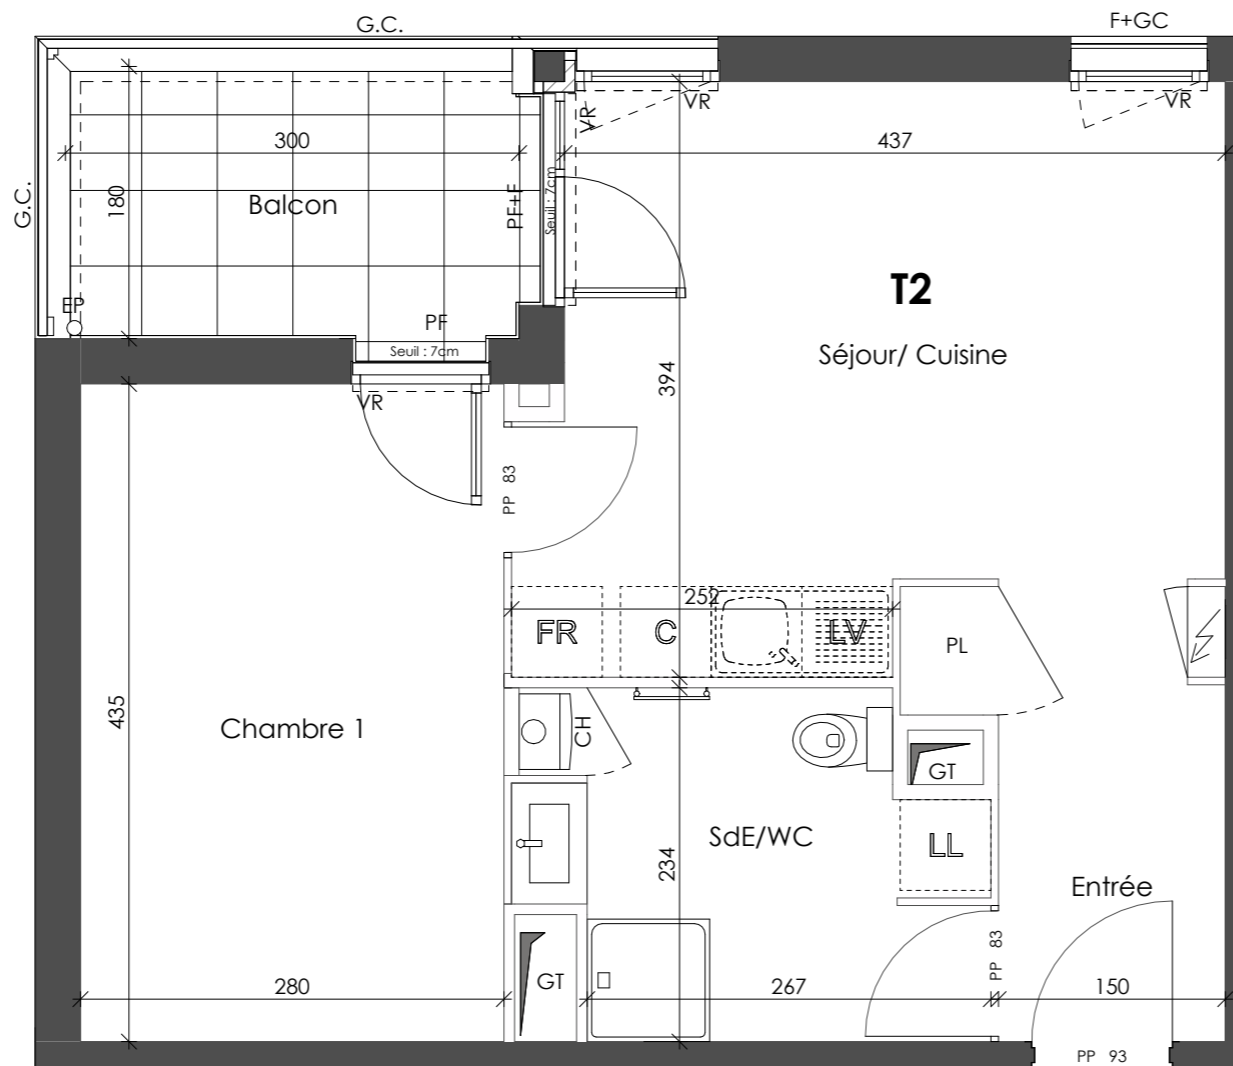 G.C.
F+GC
VR
VR
VR
300
437
G.C.
180
Balcon
PF+F
Seuil : 7cm
T2
EP
PF
Seuil : 7cm
Séjour/ Cuisine
394
VR
PP 83
252
FR
C
LV
PL
435
Chambre 1
CH
GT
SdE/WC
LL
234
Entrée
PP 83
GT
280
267
150
PP 93